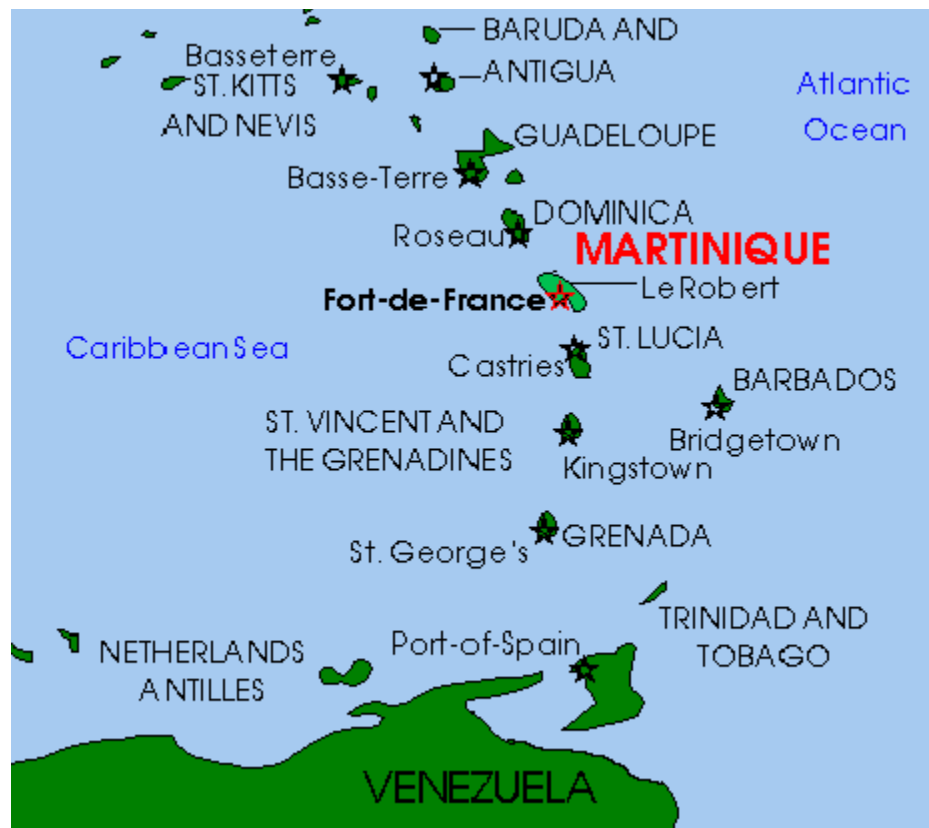 BARUDA AND
Basseterre
ANTIGUA
ST. KITTS
AND NEVIS
Atlantic
Ocean
GUADELOUPE
Basse-Terre
DOMINICA
Roseau
MARTINIQUE
Le Robert
Fort-de-France
Caribbean Sea
ST. LUCIA
Castries
BARBADOS
Bridgetown
ST. VINCENT AND
THE GRENADINES
Kingstown
St. George's
GRENADA
TRINIDAD AND
TOBAGO
Port-of-Spain
NETHERLANDS
ANTILLES
VENEZUELA